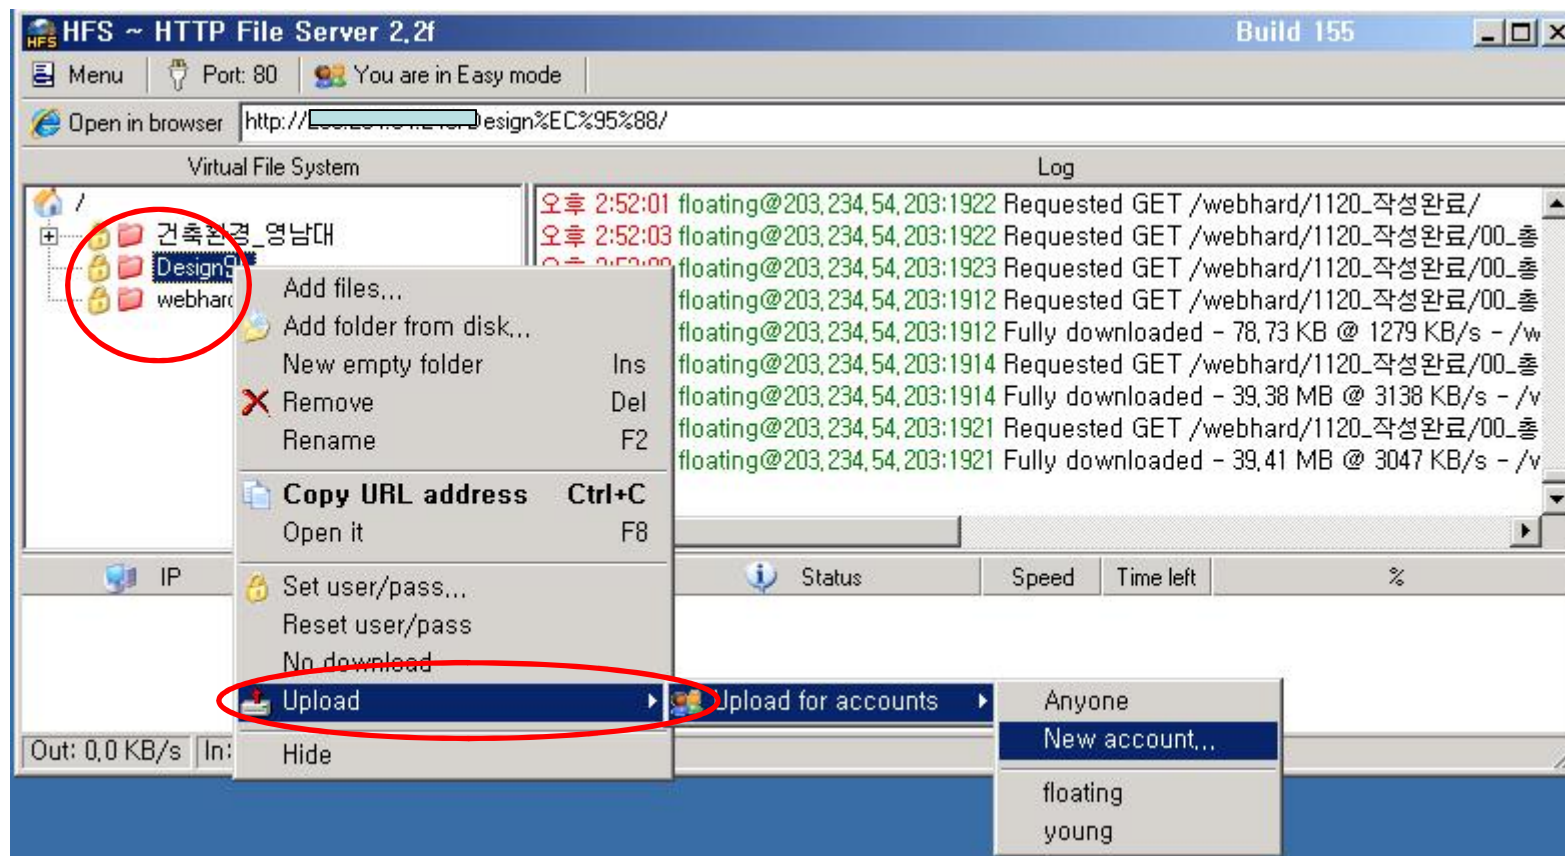 HFS ~ HTTP File Server 2.2f Build 155
Menu Port: 80 You are in Easy mode
Open in browser http:// Design%EC%95%88/
Virtual File System Log
/
건축환경_영남대
Design
webhard
오후 2:52:01 floating@203.234.54.203:1922 Requested GET /webhard/1120_작성완료/
오후 2:52:03 floating@203.234.54.203:1922 Requested GET /webhard/1120_작성완료/00_총
floating@203.234.54.203:1923 Requested GET /webhard/1120_작성완료/00_총
floating@203.234.54.203:1912 Requested GET /webhard/1120_작성완료/00_총
floating@203.234.54.203:1912 Fully downloaded - 78.73 KB @ 1279 KB/s - /w
floating@203.234.54.203:1914 Requested GET /webhard/1120_작성완료/00_총
floating@203.234.54.203:1914 Fully downloaded - 39.38 MB @ 3138 KB/s - /v
floating@203.234.54.203:1921 Requested GET /webhard/1120_작성완료/00_총
floating@203.234.54.203:1921 Fully downloaded - 39.41 MB @ 3047 KB/s - /v
Add files...
Add folder from disk...
New empty folder Ins
Remove Del
Rename F2
Copy URL address Ctrl+C
Open it F8
Set user/pass...
Reset user/pass
No download
Upload
Hide
IP Status Speed Time left %
Upload for accounts
Anyone
New account...
floating
young
Out: 0.0 KB/s In: